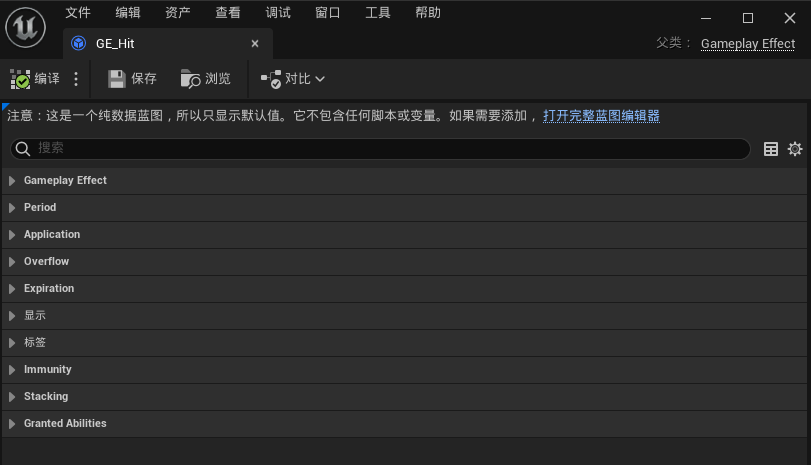 文件 编辑 资产 查看 调试 窗口 工具 帮助
GE_Hit
父类： Gameplay Effect
编译 保存 浏览 对比
注意：这是一个纯数据蓝图，所以只显示默认值。它不包含任何脚本或变量。如果需要添加， 打开完整蓝图编辑器
搜索
Gameplay Effect
Period
Application
Overflow
Expiration
显示
标签
Immunity
Stacking
Granted Abilities